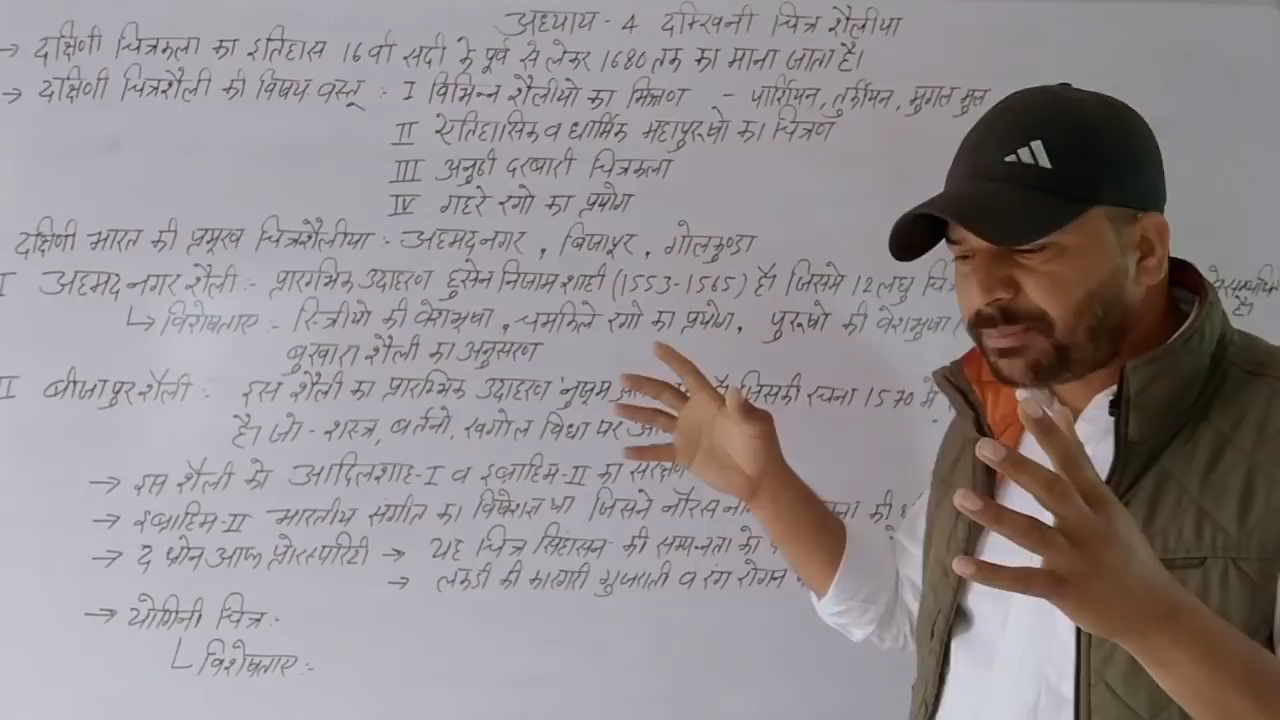 अध्याय - 4 दक्खिनी चित्र शैलीया
→ दक्षिणी चित्रकला का इतिहास 16वी सदी के पूर्व से लेकर 1680 तक का माना जाता है।
→ दक्षिणी चित्रशैली की विषय वस्तू : I विभिन्न शैलीयो का मिश्रण - पार्शियन, तुर्कीयन, मुगल
II ऐतिहासिक व धार्मिक महापुरूषो का चित्रण
III अनुठी दरबारी चित्रकला
IV गहरे रंगो का प्रयोग
दक्षिणी भारत की प्रमूख चित्रशैलीया :- अहमदनगर, बिजापूर, गोलकुण्डा
I अहमदनगर शैली :- प्रारम्भिक उदाहरण हुसेन निजाम शाही (1553-1565) है। जिसमे 12 लघु
↳ विशेषताए :- स्त्रीयो की वेशभूषा, चमकिले रंगो का प्रयोग, पुरूषो की वेशभुषा है
बुखारा शैली का अनुसरण
II बीजापुर शैली : इस शैली का प्रारम्भिक उदाहरण 'नुजूम जिसकी रचना 1570 मे
है। जो - शस्त्र, बर्तनो, खगोल विद्या पर
→ इस शैली को आदिलशाह-I व इब्राहिम-II का संरक्षण
→ इब्राहिम-II भारतीय संगीत का विशेशज्ञ था जिसने नौरस की
→ द थ्रोन आफ प्रोस्परिटी → यह चित्र सिंहासन की सम्पन्नता को
→ लकडी की कारगरी गुजराती व रंग रोगन
→ योगिनी चित्र :-
↳ विशेषताए :-